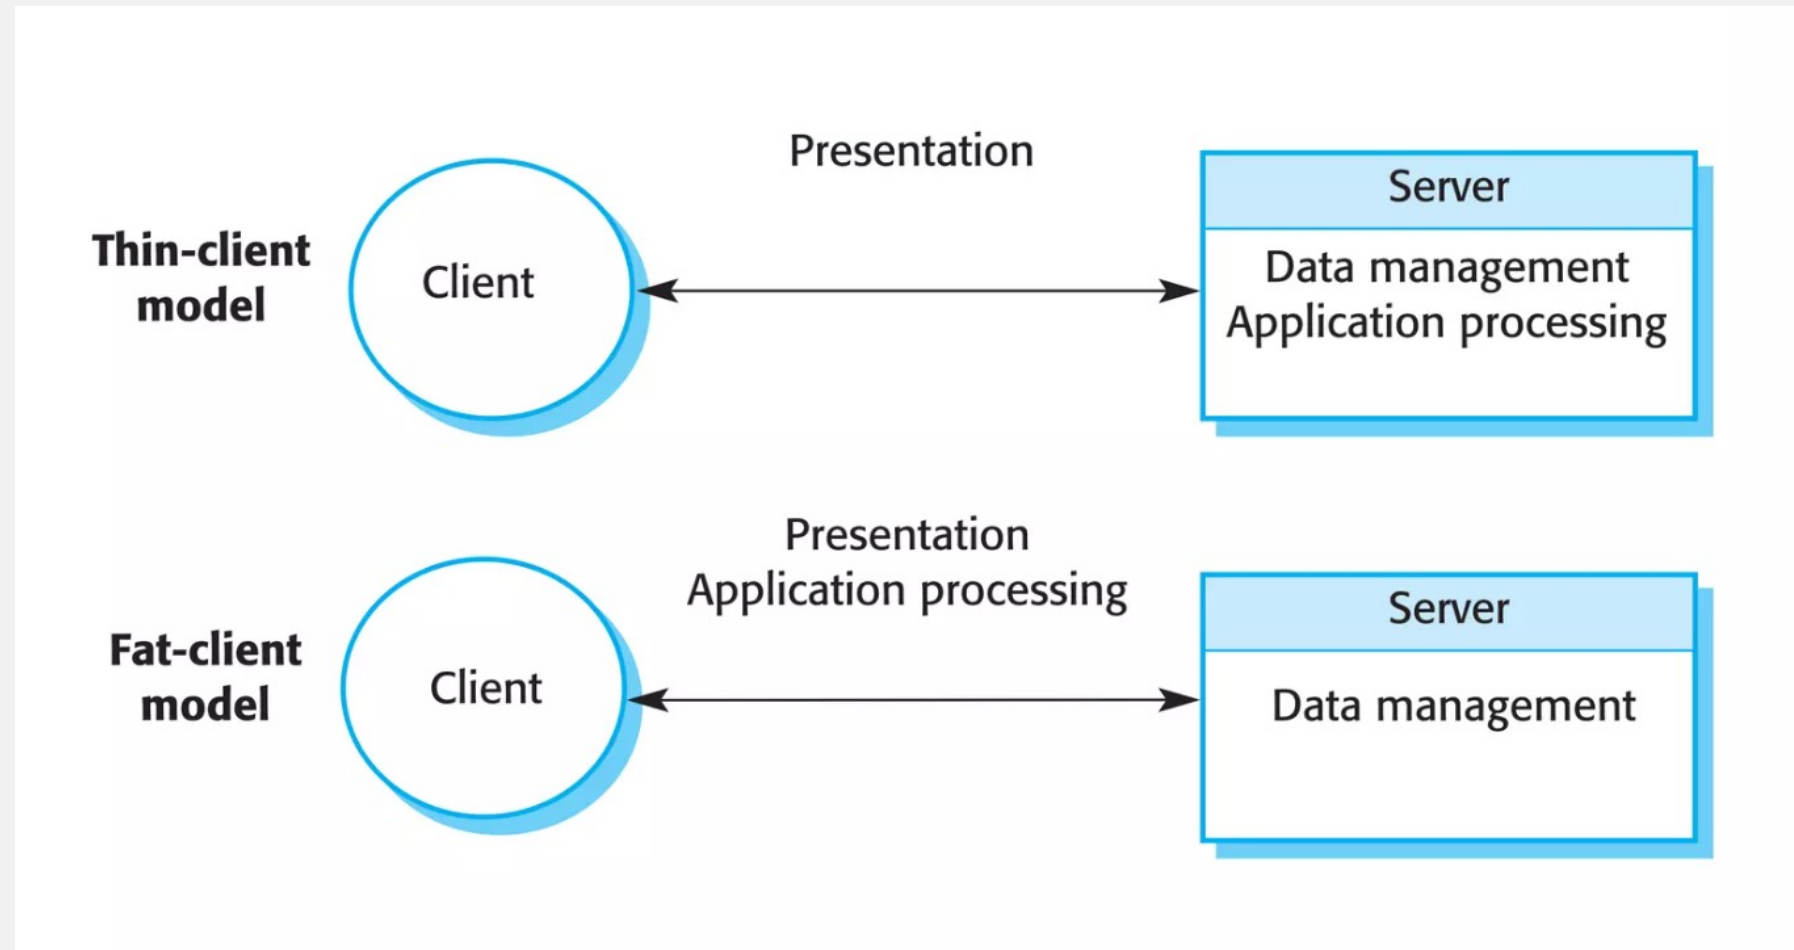 Thin-client
model
Client
Presentation
Server
Data management
Application processing
Fat-client
model
Client
Presentation
Application processing
Server
Data management